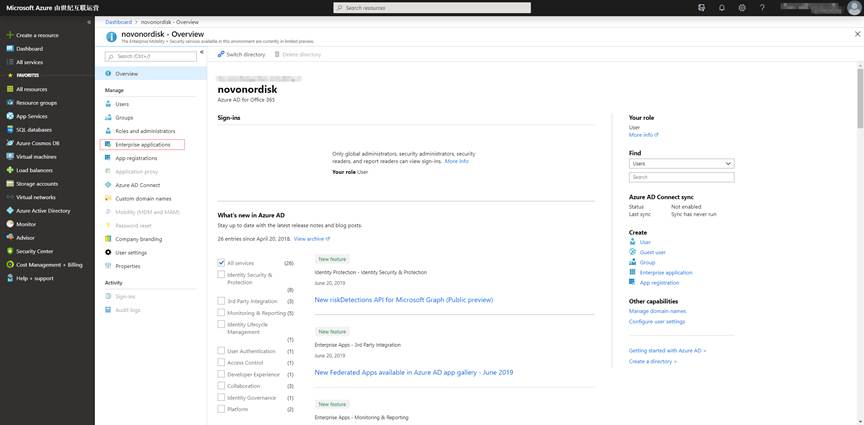 Microsoft Azure 由世纪互联运营
Search resources
Create a resource
Dashboard
All services
FAVORITES
All resources
Resource groups
App Services
SQL databases
Azure Cosmos DB
Virtual machines
Load balancers
Storage accounts
Virtual networks
Azure Active Directory
Monitor
Advisor
Security Center
Cost Management + Billing
Help + support
Dashboard > novonordisk - Overview
novonordisk - Overview
The Enterprise Mobility + Security services available in this environment are currently in limited preview.
Search (Ctrl+/)
Overview
Manage
Users
Groups
Roles and administrators
Enterprise applications
App registrations
Application proxy
Azure AD Connect
Custom domain names
Mobility (MDM and MAM)
Password reset
Company branding
User settings
Properties
Activity
Sign-ins
Audit logs
Switch directory
Delete directory
novonordisk
Azure AD for Office 365
Sign-ins
Only global administrators, security administrators, security
readers, and report readers can view sign-ins. More Info
Your role User
What's new in Azure AD
Stay up to date with the latest release notes and blog posts.
26 entries since April 20, 2018. View archive
All services (26)
Identity Security &
Protection
(8)
3rd Party Integration (3)
Monitoring & Reporting (5)
Identity Lifecycle
Management
(1)
User Authentication (1)
Access Control (1)
Developer Experience (1)
Collaboration (3)
Identity Governance (1)
Platform (2)
New feature
Identity Protection - Identity Security & Protection
June 20, 2019
New riskDetections API for Microsoft Graph (Public preview)
New feature
Enterprise Apps - 3rd Party Integration
June 20, 2019
New Federated Apps available in Azure AD app gallery - June 2019
New feature
Enterprise Apps - Monitoring & Reporting
Your role
User
More info
Find
Users
Search
Azure AD Connect sync
Status Not enabled
Last sync Sync has never run
Create
User
Guest user
Group
Enterprise application
App registration
Other capabilities
Manage domain names
Configure user settings
Getting started with Azure AD >
Create a directory >